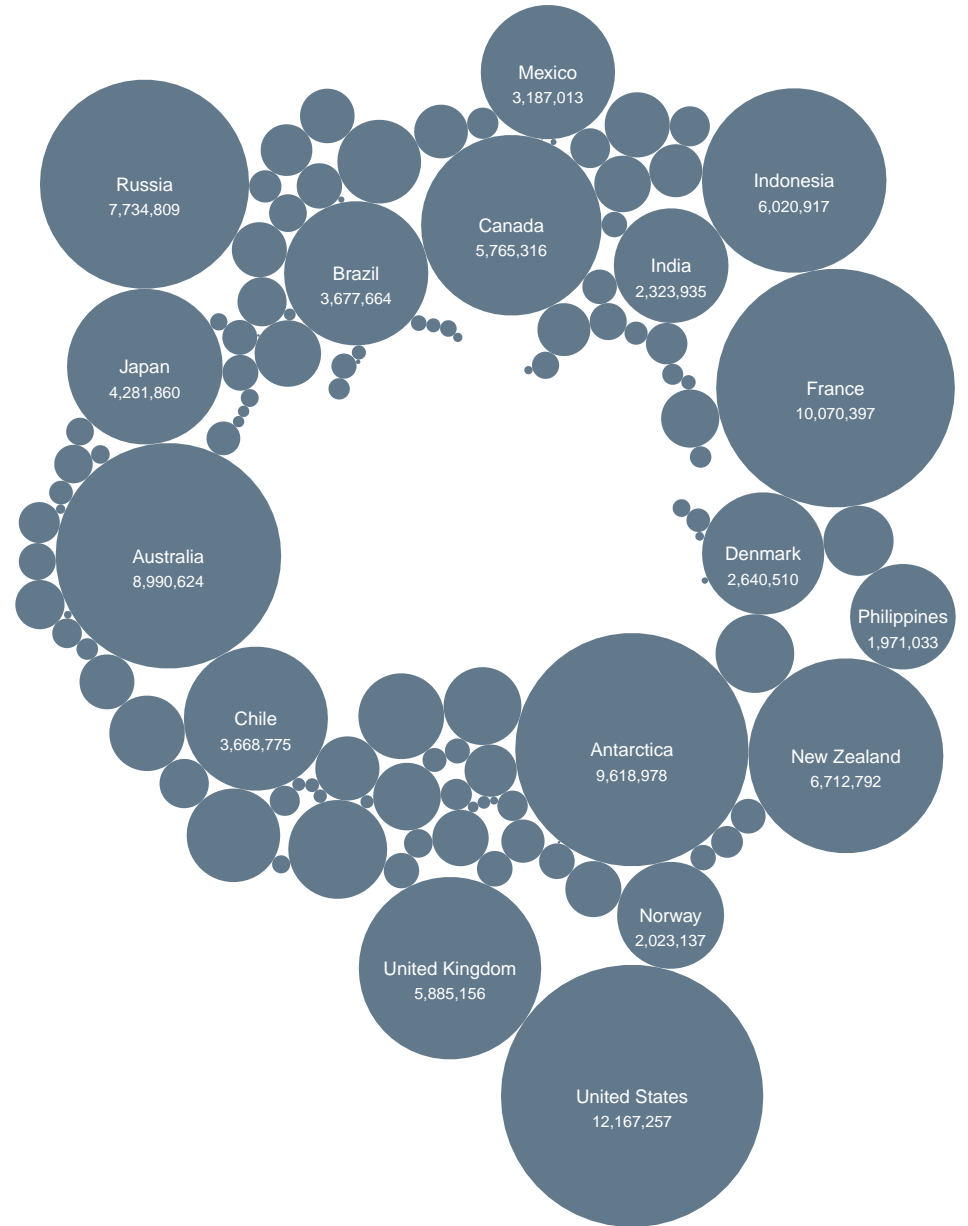 Mexico
3,187,013
Russia
7,734,809
Indonesia
6,020,917
Canada
5,765,316
India
2,323,935
Brazil
3,677,664
Japan
4,281,860
France
10,070,397
Australia
8,990,624
Denmark
2,640,510
Philippines
1,971,033
Chile
3,668,775
Antarctica
9,618,978
New Zealand
6,712,792
Norway
2,023,137
United Kingdom
5,885,156
United States
12,167,257